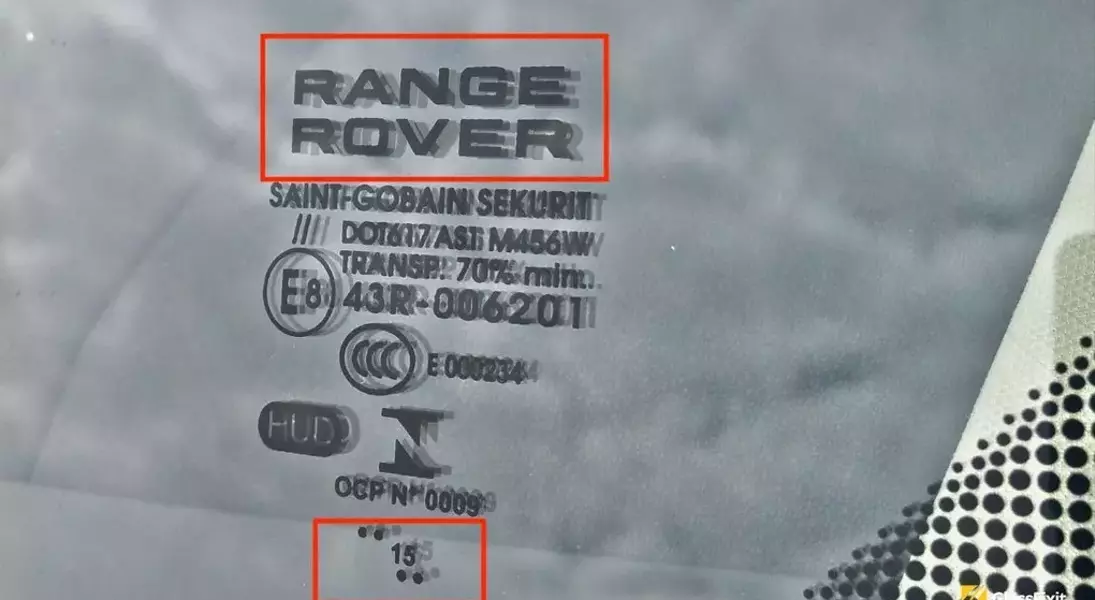 RANGE
ROVER
SAINT-GOBAIN SEKURIT
//// DOT617 AS1 M456W
TRANSP. 70% min.
E8 43R-006201
CCC E 000234
HUD
OCP N° 0009
15
GlassFixit